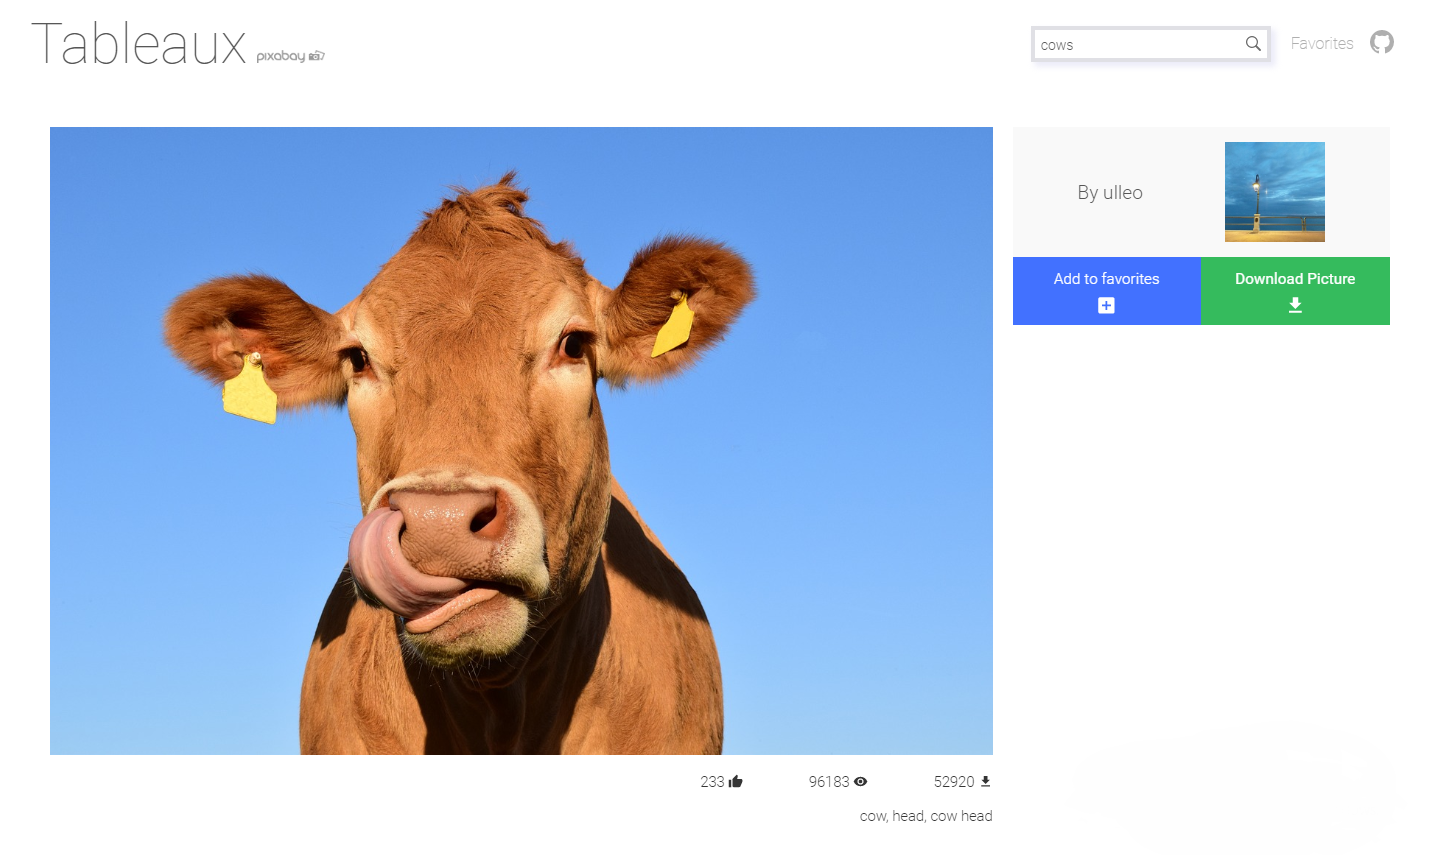 Tableaux pixabay
cows
Favorites
By ulleo
Add to favorites
Download Picture
233
96183
52920
cow, head, cow head